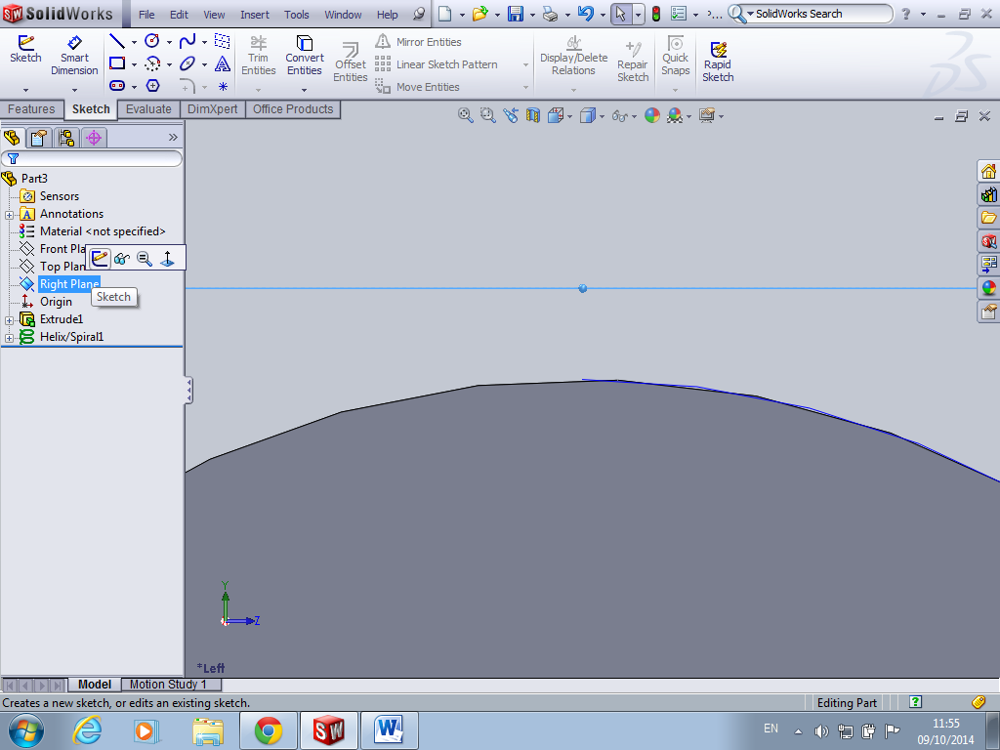 SW SolidWorks File Edit View Insert Tools Window Help SolidWorks Search
Sketch Smart Dimension Trim Entities Convert Entities Offset Entities Mirror Entities Linear Sketch Pattern Move Entities Display/Delete Relations Repair Sketch Quick Snaps Rapid Sketch
Features Sketch Evaluate DimXpert Office Products
Part3
Sensors
A Annotations
Material <not specified>
Front Pla
Top Plan
Right Plane
Sketch
Origin
Extrude1
Helix/Spiral1
Y
Z
*Left
Model Motion Study 1
Creates a new sketch, or edits an existing sketch. Editing Part ?
SW W EN 11:55
09/10/2014